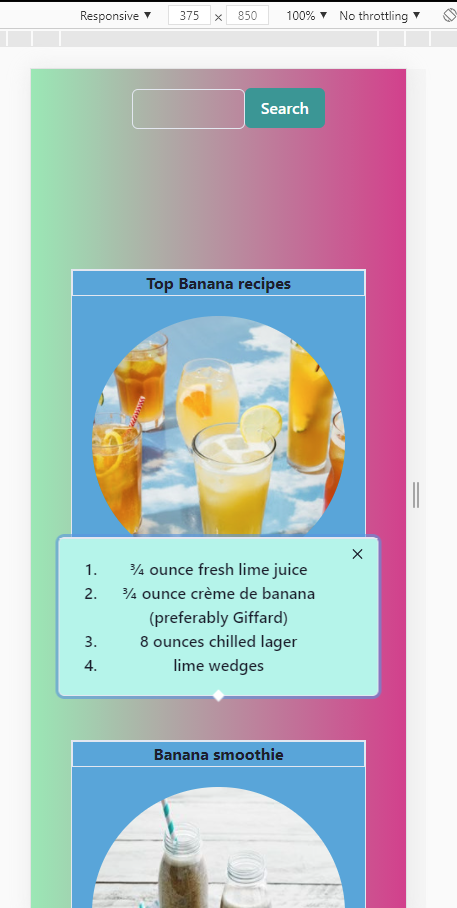 Responsive ▼ 375 × 850 100% ▼ No throttling ▼
Search
Top Banana recipes
1. ¾ ounce fresh lime juice
2. ¾ ounce crème de banana
(preferably Giffard)
3. 8 ounces chilled lager
4. lime wedges
Banana smoothie